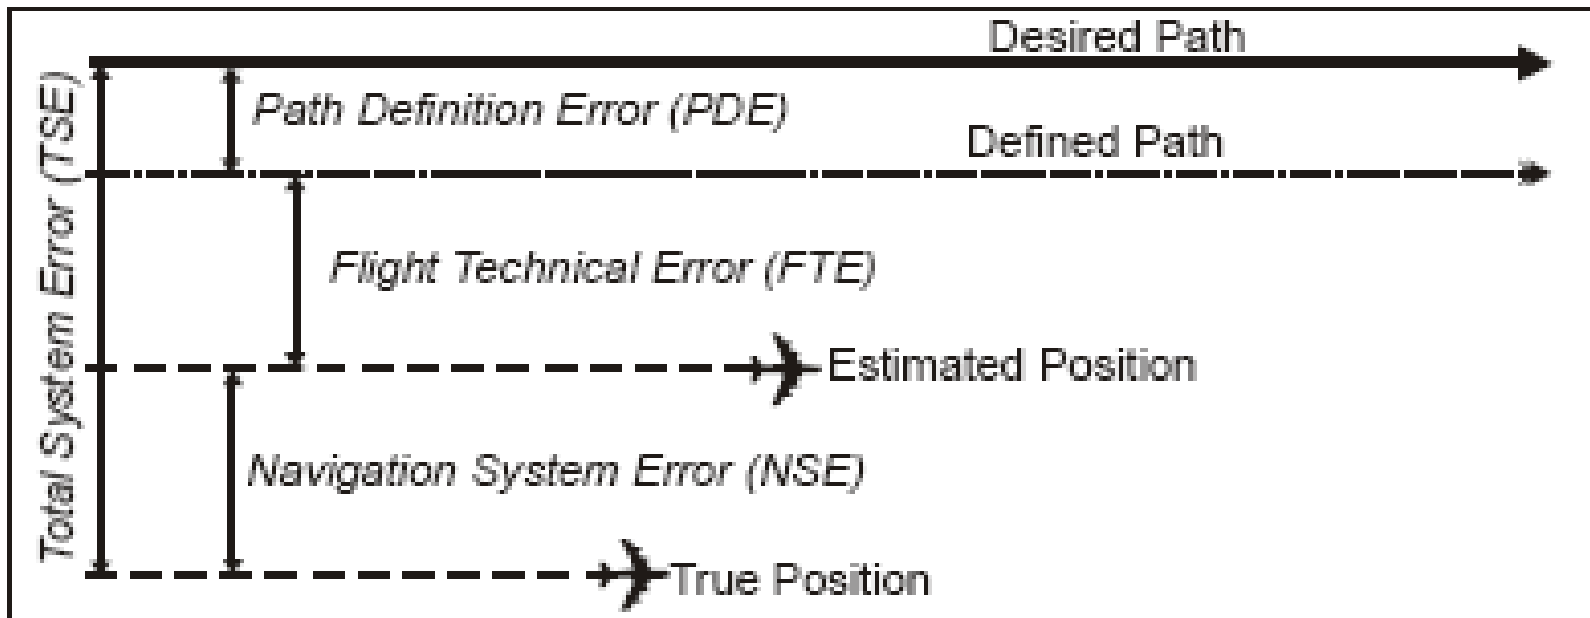 Desired Path
Path Definition Error (PDE)
Defined Path
Total System Error (TSE)
Flight Technical Error (FTE)
Estimated Position
Navigation System Error (NSE)
True Position